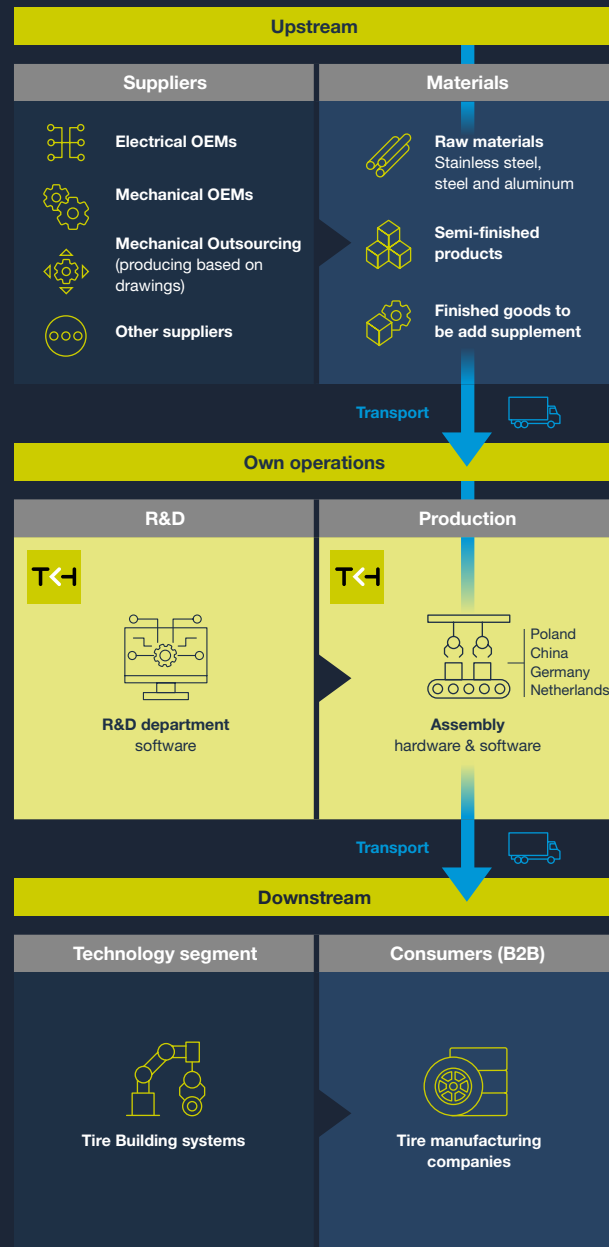 Upstream
Suppliers
Electrical OEMs
Mechanical OEMs
Mechanical Outsourcing
(producing based on
drawings)
Other suppliers
Materials
Raw materials
Stainless steel,
steel and aluminum
Semi-finished
products
Finished goods to
be add supplement
Transport
Own operations
R&D
TKH
R&D department
software
Production
TKH
Poland
China
Germany
Netherlands
Assembly
hardware & software
Transport
Downstream
Technology segment
Tire Building systems
Consumers (B2B)
Tire manufacturing
companies